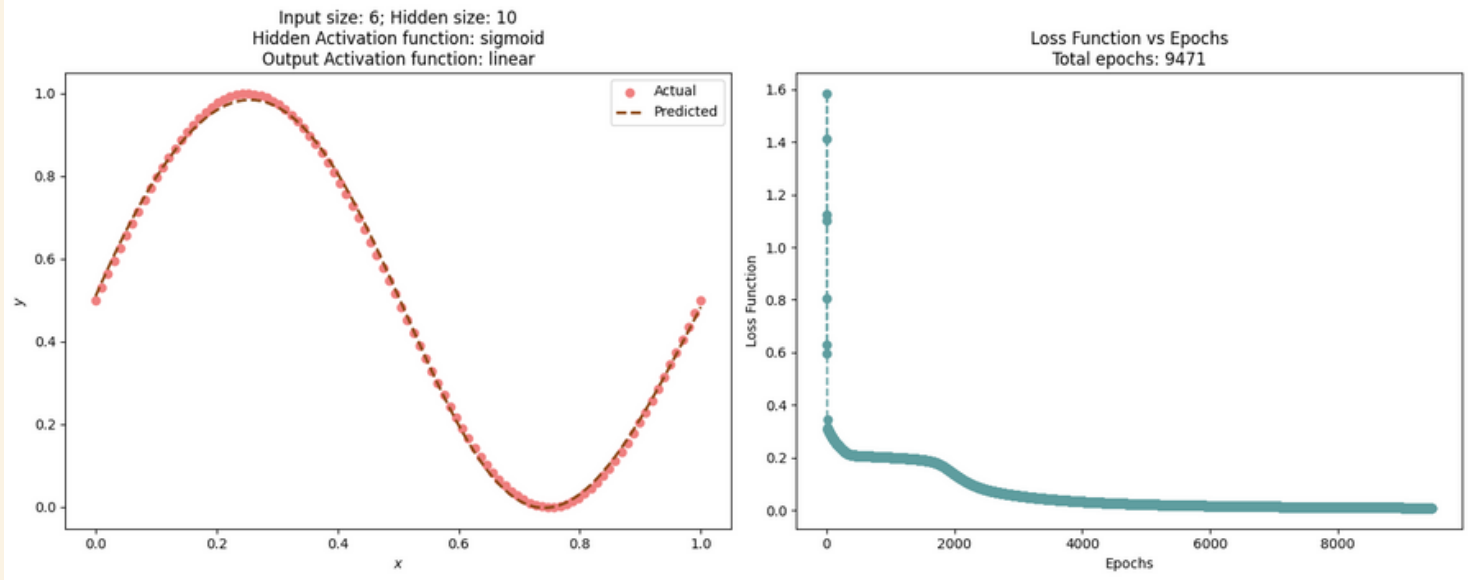 Input size: 6; Hidden size: 10
Hidden Activation function: sigmoid
Output Activation function: linear
Actual
Predicted
1.0
0.8
0.6
0.4
0.2
0.0
y
0.0 0.2 0.4 0.6 0.8 1.0
x
Loss Function vs Epochs
Total epochs: 9471
1.6
1.4
1.2
1.0
0.8
0.6
0.4
0.2
0.0
Loss Function
0 2000 4000 6000 8000
Epochs